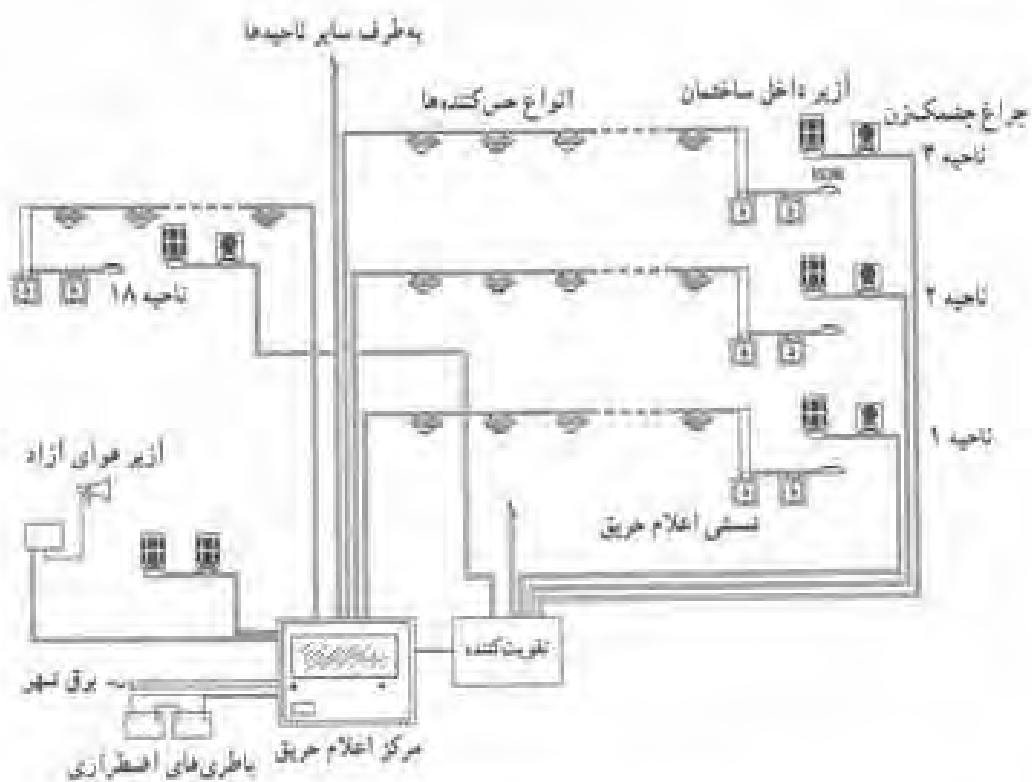 به‌طرف سایر ناحیه‌ها
انواع حس‌کننده‌ها
آژیر داخل ساختمان
چراغ چشمک‌زن
ناحیه ۳
ناحیه ۱۸
ناحیه ۲
ناحیه ۱
آژیر هوای آزاد
شستی اعلام حریق
تقویت‌کننده
برق شهر
مرکز اعلام حریق
باطری‌های اضطراری